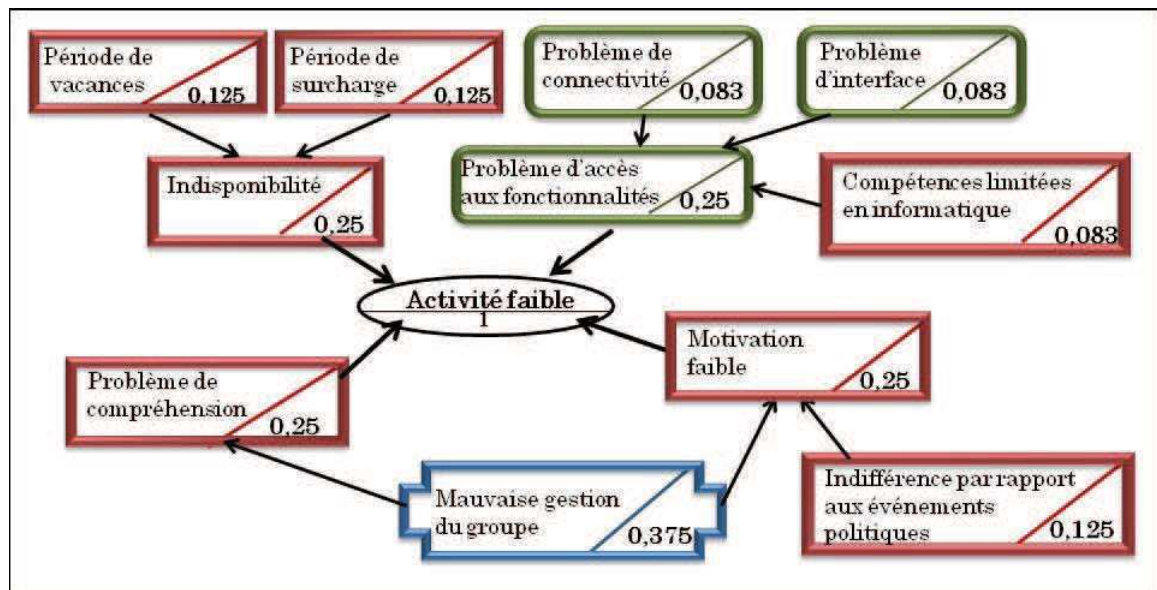 Période de
vacances
0,125
Période de
surcharge
0,125
Problème de
connectivité
0,083
Problème
d'interface
0,083
Indisponibilité
0,25
Problème d'accès
aux fonctionnalités
0,25
Compétences limitées
en informatique
0,083
Activité faible
1
Motivation
faible
0,25
Problème de
compréhension
0,25
Mauvaise gestion
du groupe
0,375
Indifférence par rapport
aux événements
politiques
0,125